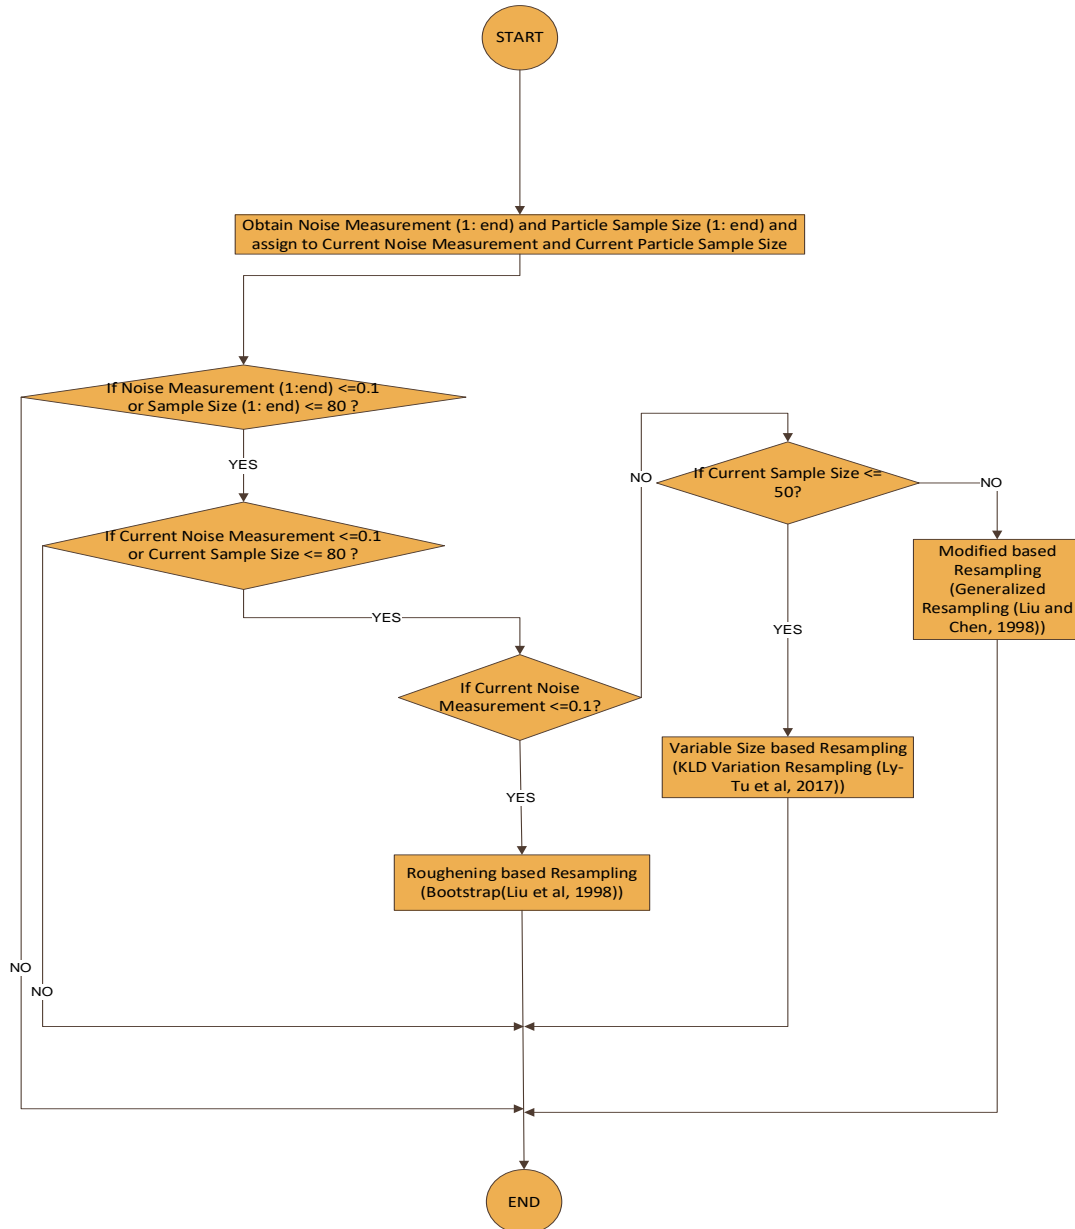 START
Obtain Noise Measurement (1: end) and Particle Sample Size (1: end) and
assign to Current Noise Measurement and Current Particle Sample Size
If Noise Measurement (1:end) <=0.1
or Sample Size (1: end) <= 80 ?
YES
If Current Noise Measurement <=0.1
or Current Sample Size <= 80 ?
YES
If Current Noise
Measurement <=0.1?
NO
If Current Sample Size <=
50?
NO
Modified based
Resampling
(Generalized
Resampling (Liu and
Chen, 1998))
YES
Variable Size based Resampling
(KLD Variation Resampling (Ly-
Tu et al, 2017))
YES
Roughening based Resampling
(Bootstrap(Liu et al, 1998))
NO
NO
END